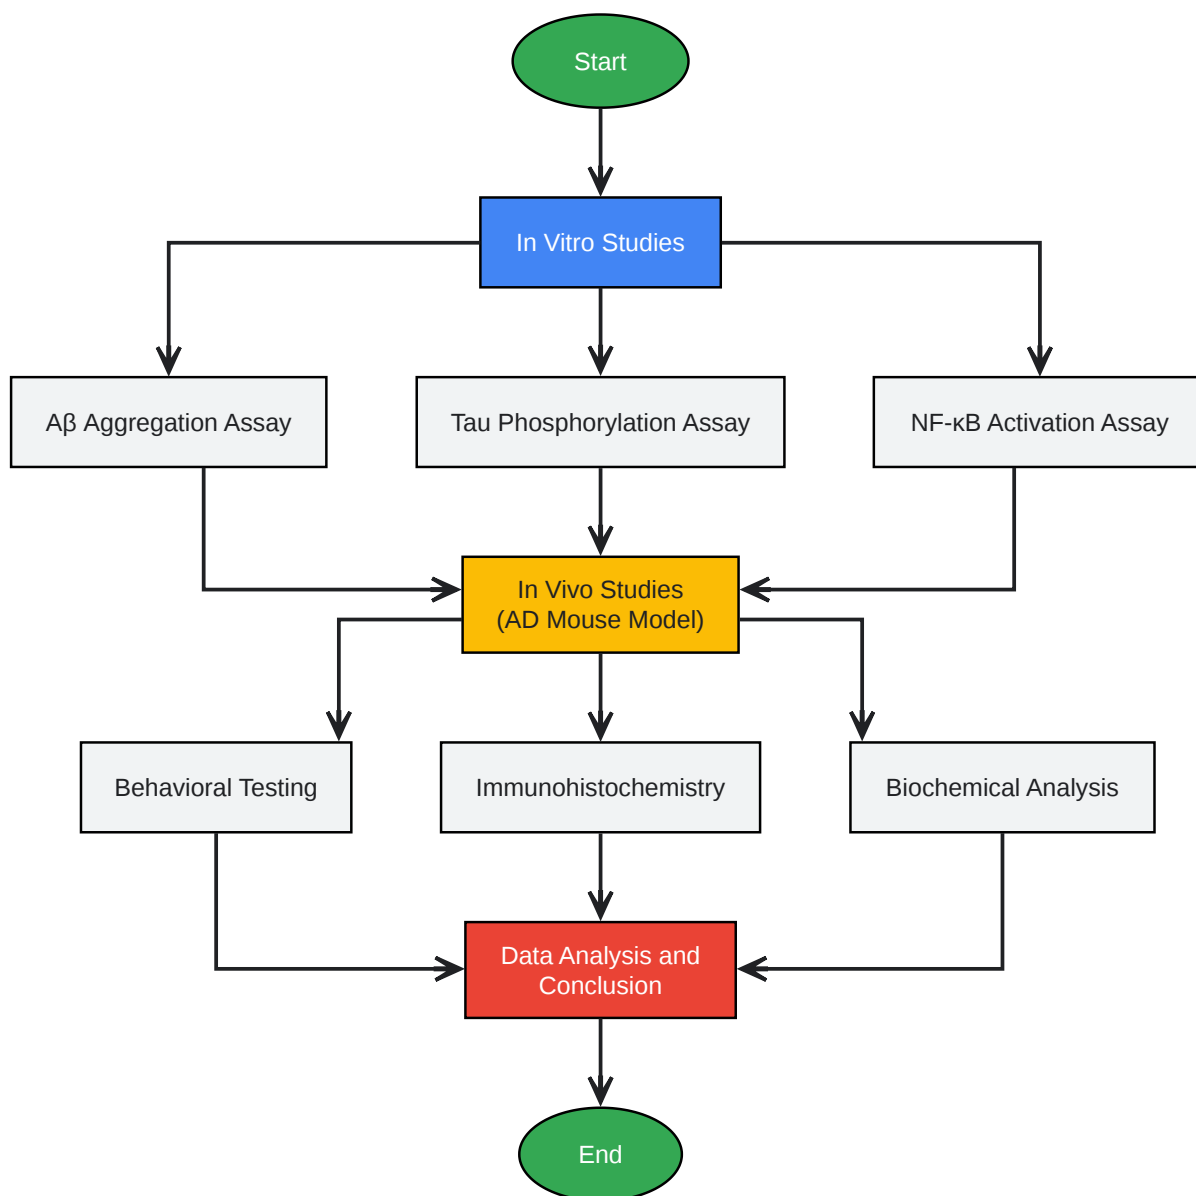 Start
In Vitro Studies
Aβ Aggregation Assay
Tau Phosphorylation Assay
NF-κB Activation Assay
In Vivo Studies
(AD Mouse Model)
Behavioral Testing
Immunohistochemistry
Biochemical Analysis
Data Analysis and
Conclusion
End